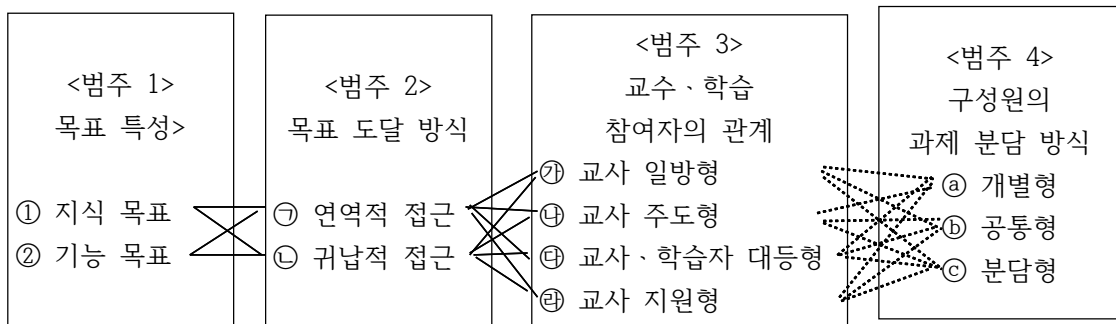 <범주 1>
목표 특성>
① 지식 목표
② 기능 목표
<범주 2>
목표 도달 방식
㉠ 연역적 접근
㉡ 귀납적 접근
<범주 3>
교수ㆍ학습
참여자의 관계
㉮ 교사 일방형
㉯ 교사 주도형
㉰ 교사ㆍ학습자 대등형
㉱ 교사 지원형
<범주 4>
구성원의
과제 분담 방식
ⓐ 개별형
ⓑ 공통형
ⓒ 분담형